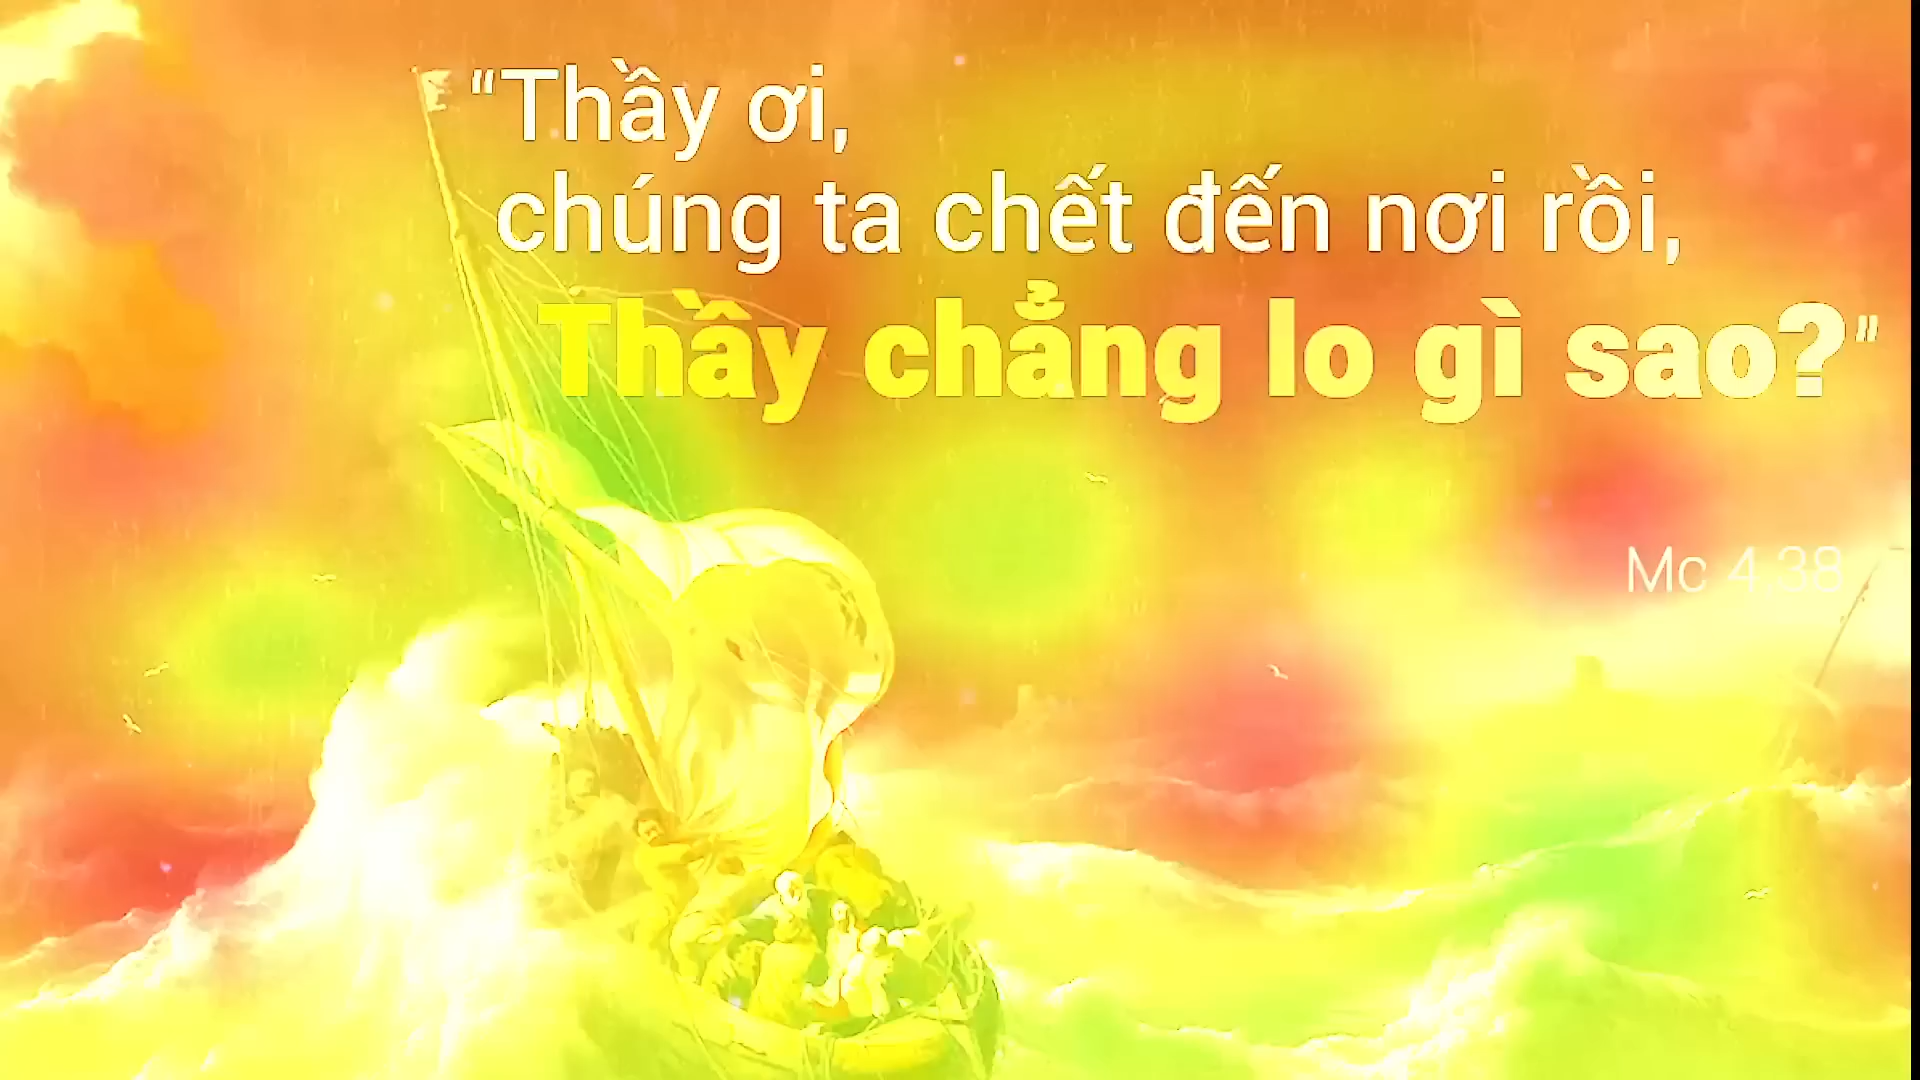 “Thầy ơi,
chúng ta chết đến nơi rồi,
Thầy chẳng lo gì sao?”
Mc 4,38